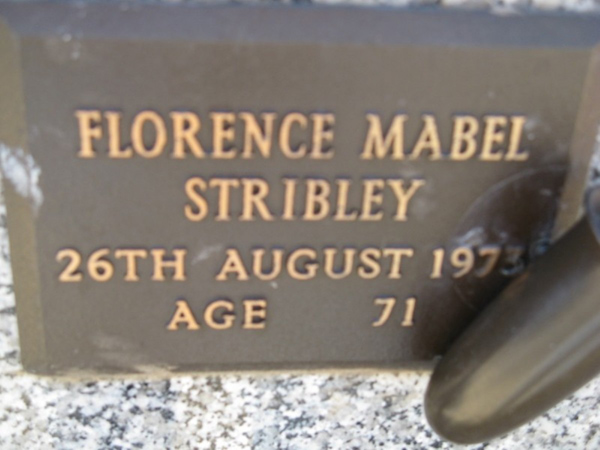 FLORENCE MABEL
STRIBLEY
26TH AUGUST 1973
AGE 71